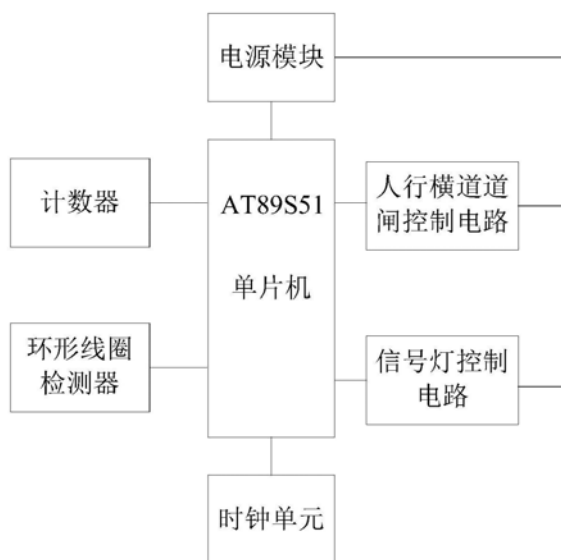 电源模块
计数器
AT89S51
单片机
人行横道道
闸控制电路
环形线圈
检测器
信号灯控制
电路
时钟单元